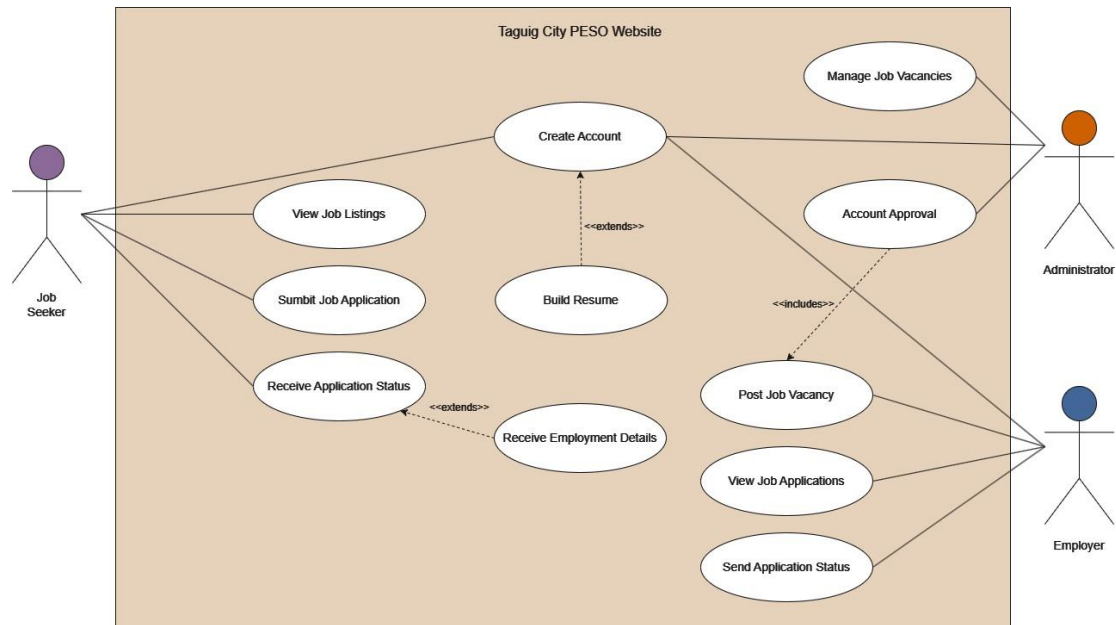 Taguig City PESO Website
Manage Job Vacancies
Create Account
View Job Listings
<<extends>>
Account Approval
Job
Seeker
Administrator
Sumbit Job Application
Build Resume
<<includes>>
Receive Application Status
<<extends>>
Post Job Vacancy
Receive Employment Details
View Job Applications
Employer
Send Application Status